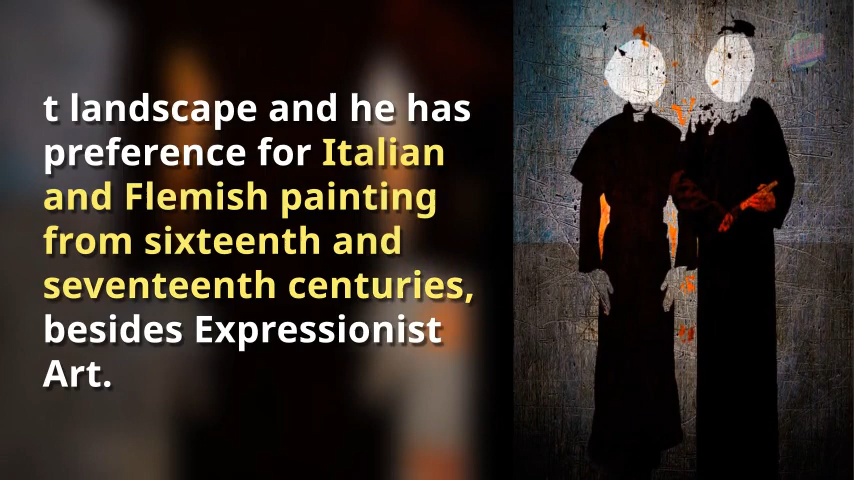 t landscape and he has
preference for Italian
and Flemish painting
from sixteenth and
seventeenth centuries,
besides Expressionist
Art.